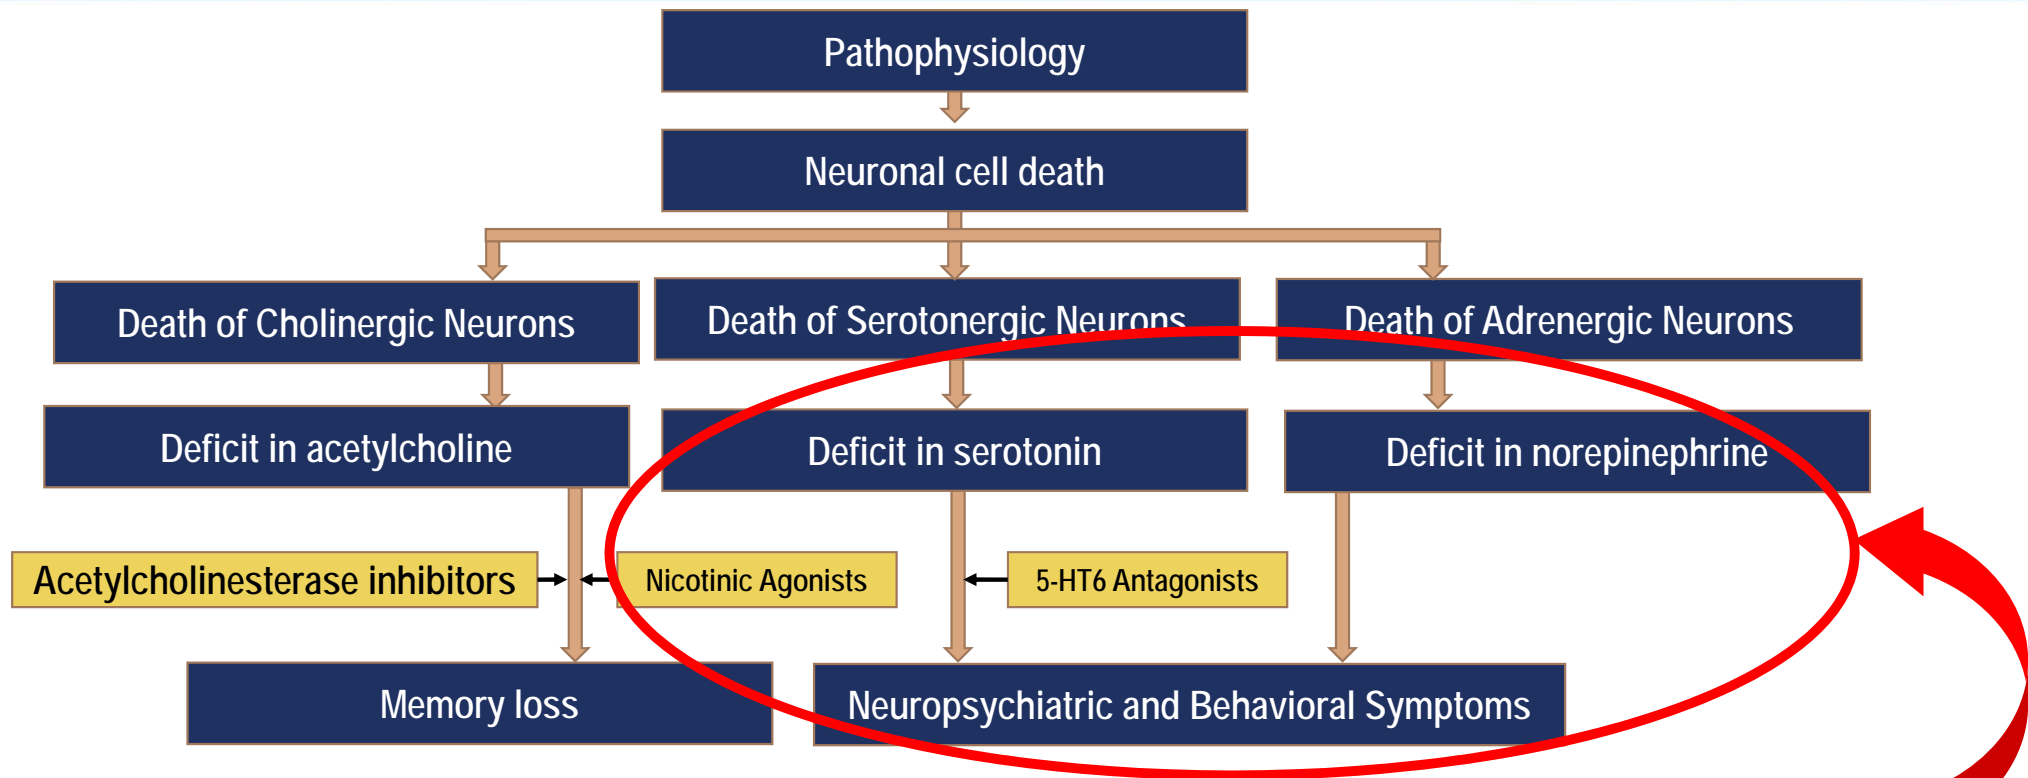 Pathophysiology
Neuronal cell death
Death of Cholinergic Neurons
Death of Serotonergic Neurons
Death of Adrenergic Neurons
Deficit in acetylcholine
Deficit in serotonin
Deficit in norepinephrine
Acetylcholinesterase inhibitors
Nicotinic Agonists
5-HT6 Antagonists
Memory loss
Neuropsychiatric and Behavioral Symptoms